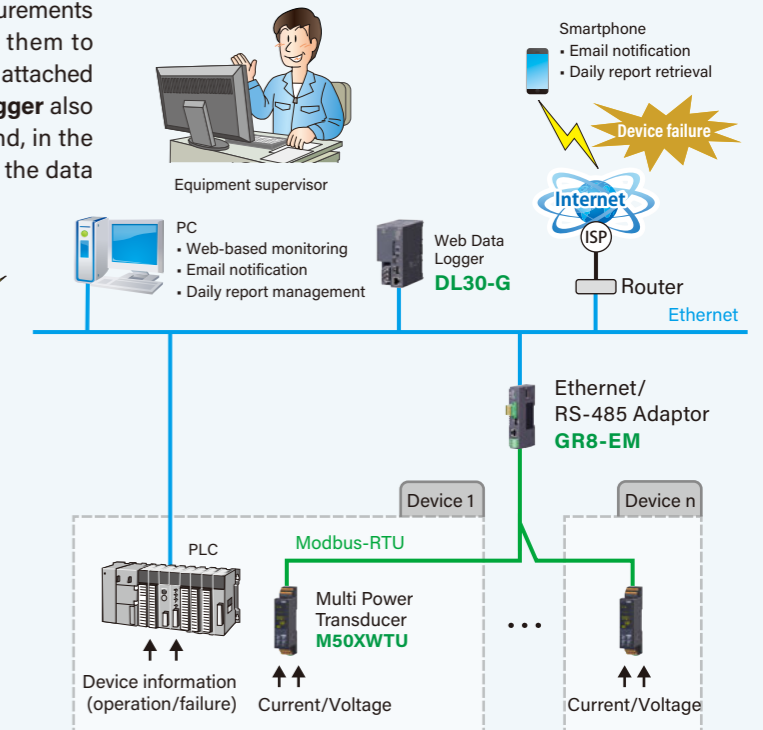 urements
them to
attached
gger also
nd, in the
the data
Equipment supervisor
Smartphone
▪ Email notification
▪ Daily report retrieval
Device failure
Internet
ISP
Router
Ethernet
PC
▪ Web-based monitoring
▪ Email notification
▪ Daily report management
Web Data
Logger
DL30-G
Ethernet/
RS-485 Adaptor
GR8-EM
Device 1
Device n
PLC
Modbus-RTU
Multi Power
Transducer
M50XWTU
...
Device information
(operation/failure)
Current/Voltage
Current/Voltage